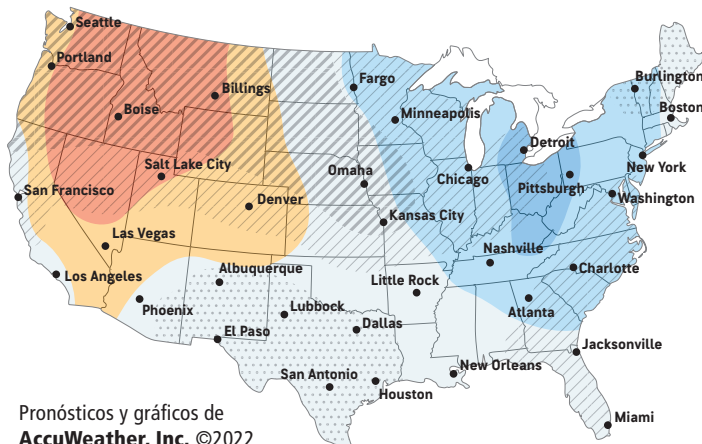 Seattle
Portland
Billings
Fargo
Burlington
Minneapolis
Boston
Boise
Detroit
Salt Lake City
Omaha
Chicago
New York
Pittsburgh
San Francisco
Denver
Washington
Kansas City
Las Vegas
Nashville
Los Angeles
Albuquerque
Charlotte
Little Rock
Phoenix
Lubbock
Atlanta
El Paso
Dallas
Jacksonville
San Antonio
New Orleans
Houston
Miami
Pronósticos y gráficos de
AccuWeather, Inc. ©2022